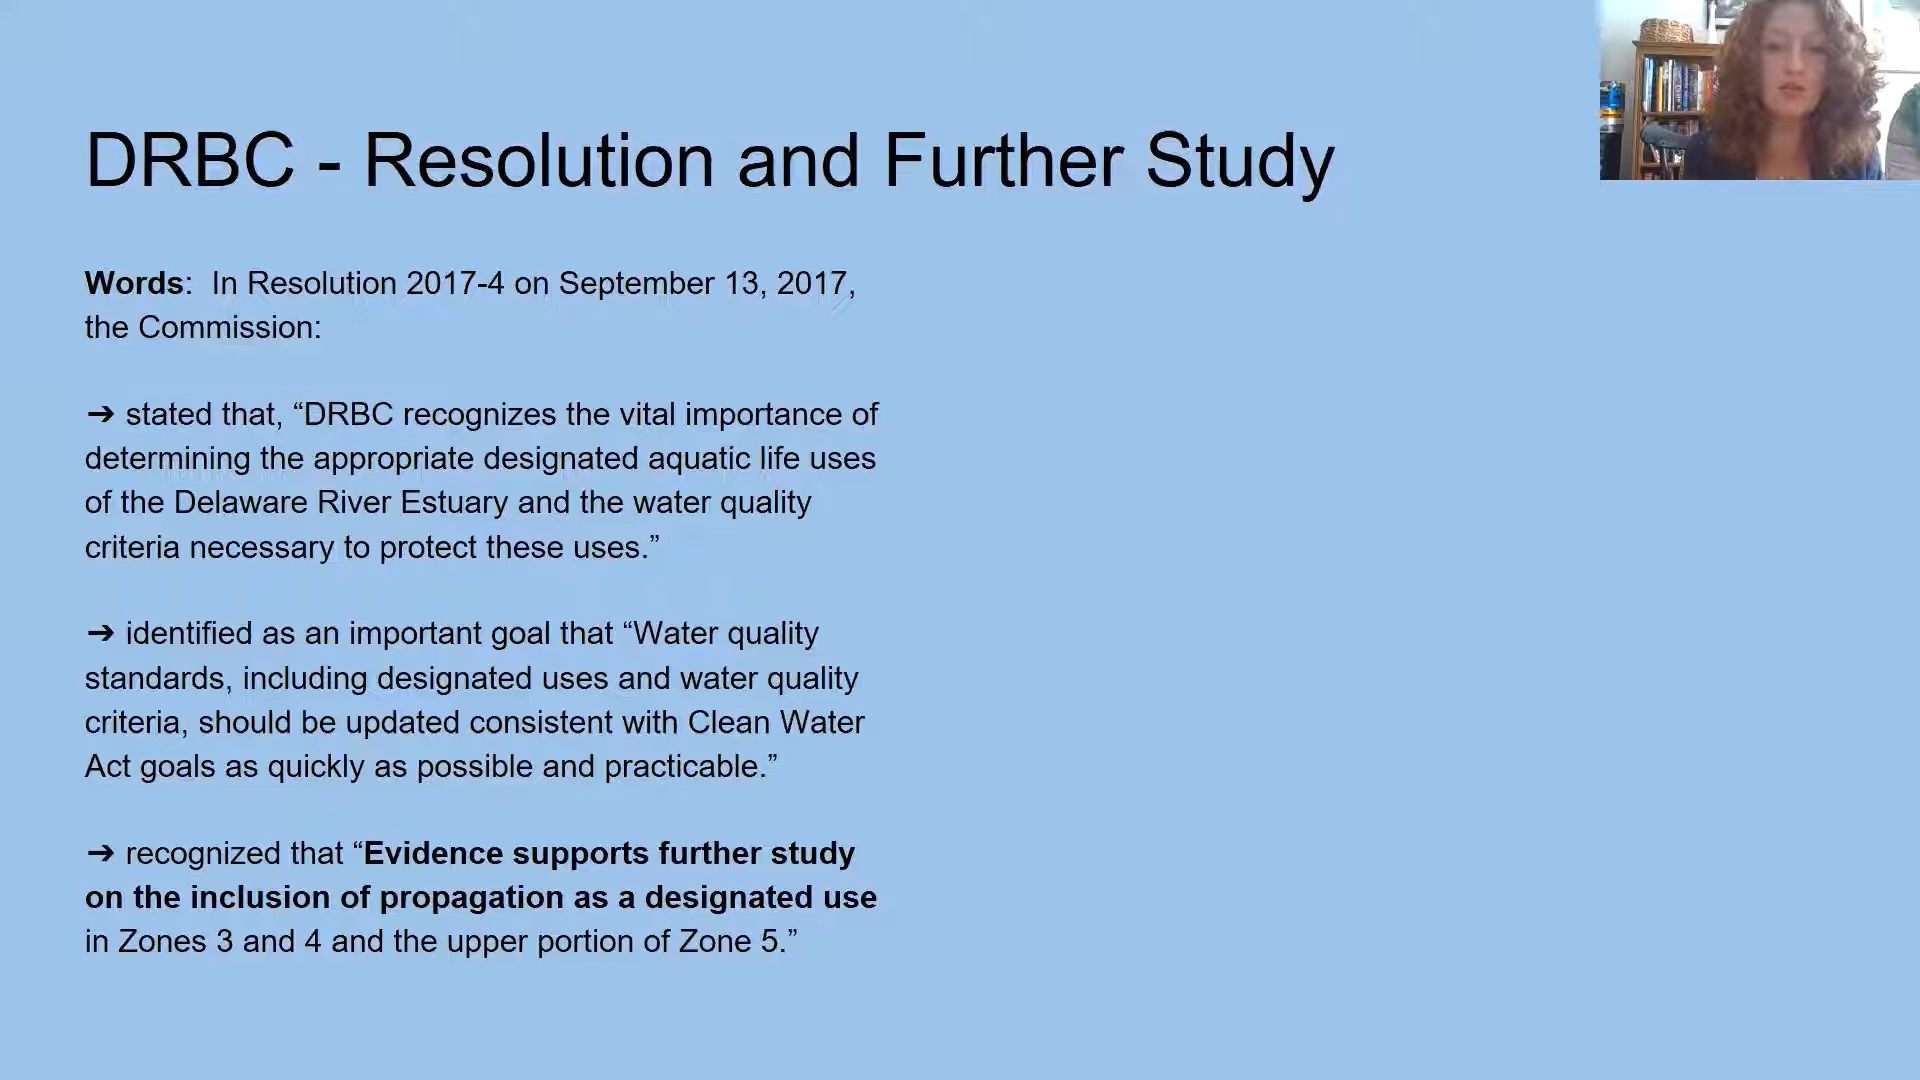 DRBC - Resolution and Further Study
Words:  In Resolution 2017-4 on September 13, 2017,
the Commission:
➔ stated that, “DRBC recognizes the vital importance of
determining the appropriate designated aquatic life uses
of the Delaware River Estuary and the water quality
criteria necessary to protect these uses.”
➔ identified as an important goal that “Water quality
standards, including designated uses and water quality
criteria, should be updated consistent with Clean Water
Act goals as quickly as possible and practicable.”
➔ recognized that “Evidence supports further study
on the inclusion of propagation as a designated use
in Zones 3 and 4 and the upper portion of Zone 5.”